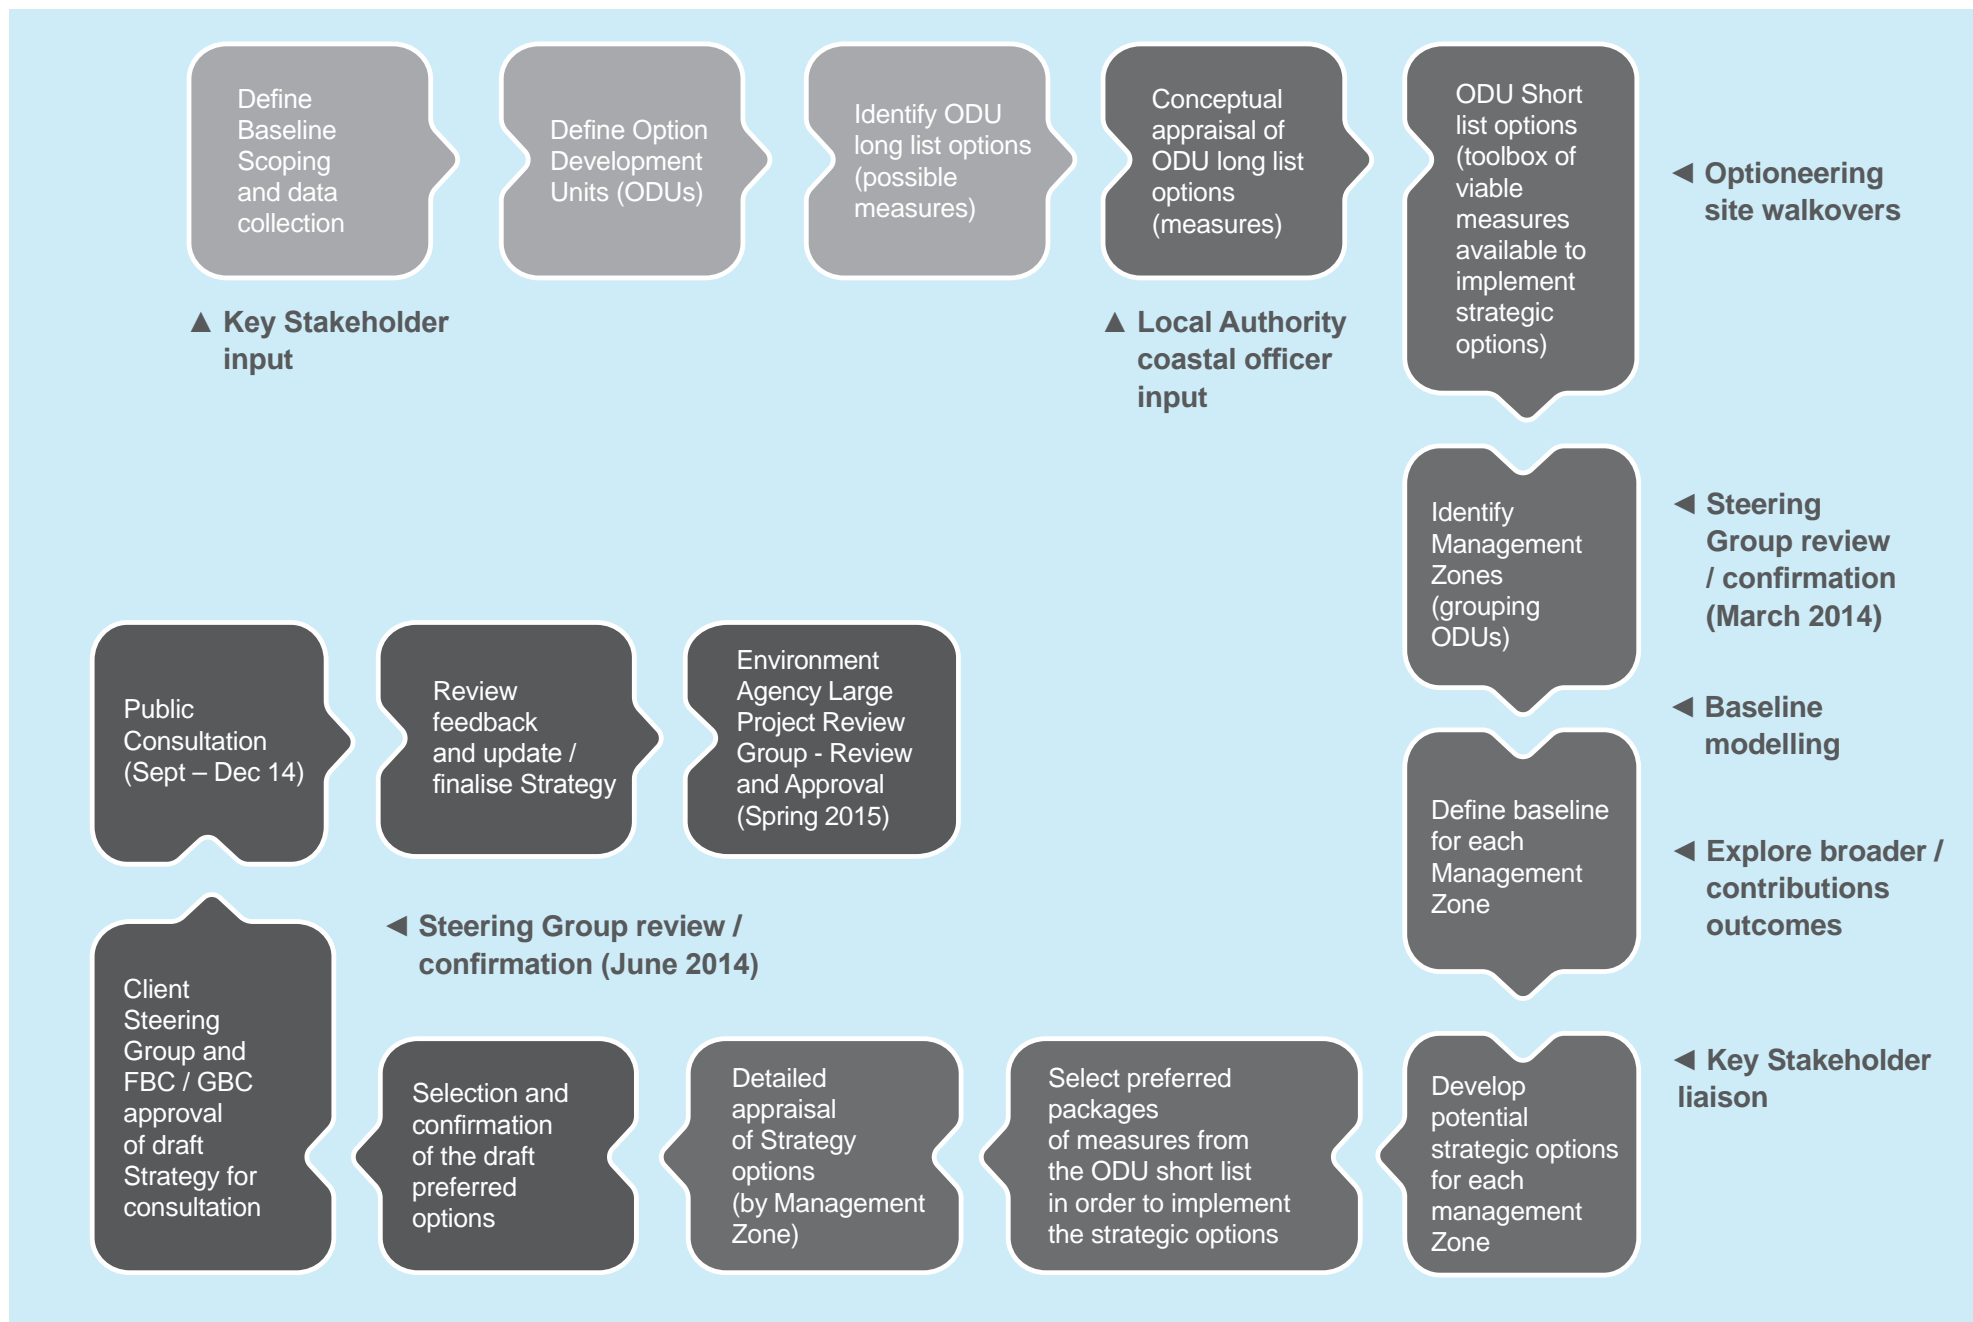 Define
Baseline
Scoping
and data
collection
▲ Key Stakeholder
input
Define Option
Development
Units (ODUs)
Identify ODU
long list options
(possible
measures)
Conceptual
appraisal of
ODU long list
options
(measures)
▲ Local Authority
coastal officer
input
ODU Short
list options
(toolbox of
viable
measures
available to
implement
strategic
options)
◄ Optioneering
site walkovers
Identify
Management
Zones
(grouping
ODUs)
◄ Steering
Group review
/ confirmation
(March 2014)
◄ Baseline
modelling
Define baseline
for each
Management
Zone
◄ Explore broader /
contributions
outcomes
Develop
potential
strategic options
for each
management
Zone
◄ Key Stakeholder
liaison
Select preferred
packages
of measures from
the ODU short list
in order to implement
the strategic options
Detailed
appraisal
of Strategy
options
(by Management
Zone)
Selection and
confirmation
of the draft
preferred
options
◄ Steering Group review /
confirmation (June 2014)
Client
Steering
Group and
FBC / GBC
approval
of draft
Strategy for
consultation
Public
Consultation
(Sept – Dec 14)
Review
feedback
and update /
finalise Strategy
Environment
Agency Large
Project Review
Group - Review
and Approval
(Spring 2015)